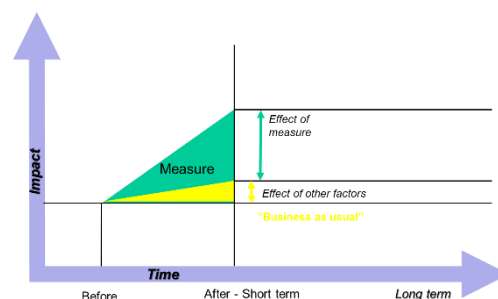 Impact
Effect of
measure
Measure
Effect of other factors
"Business as usual"
Time
Before
After - Short term
Long term